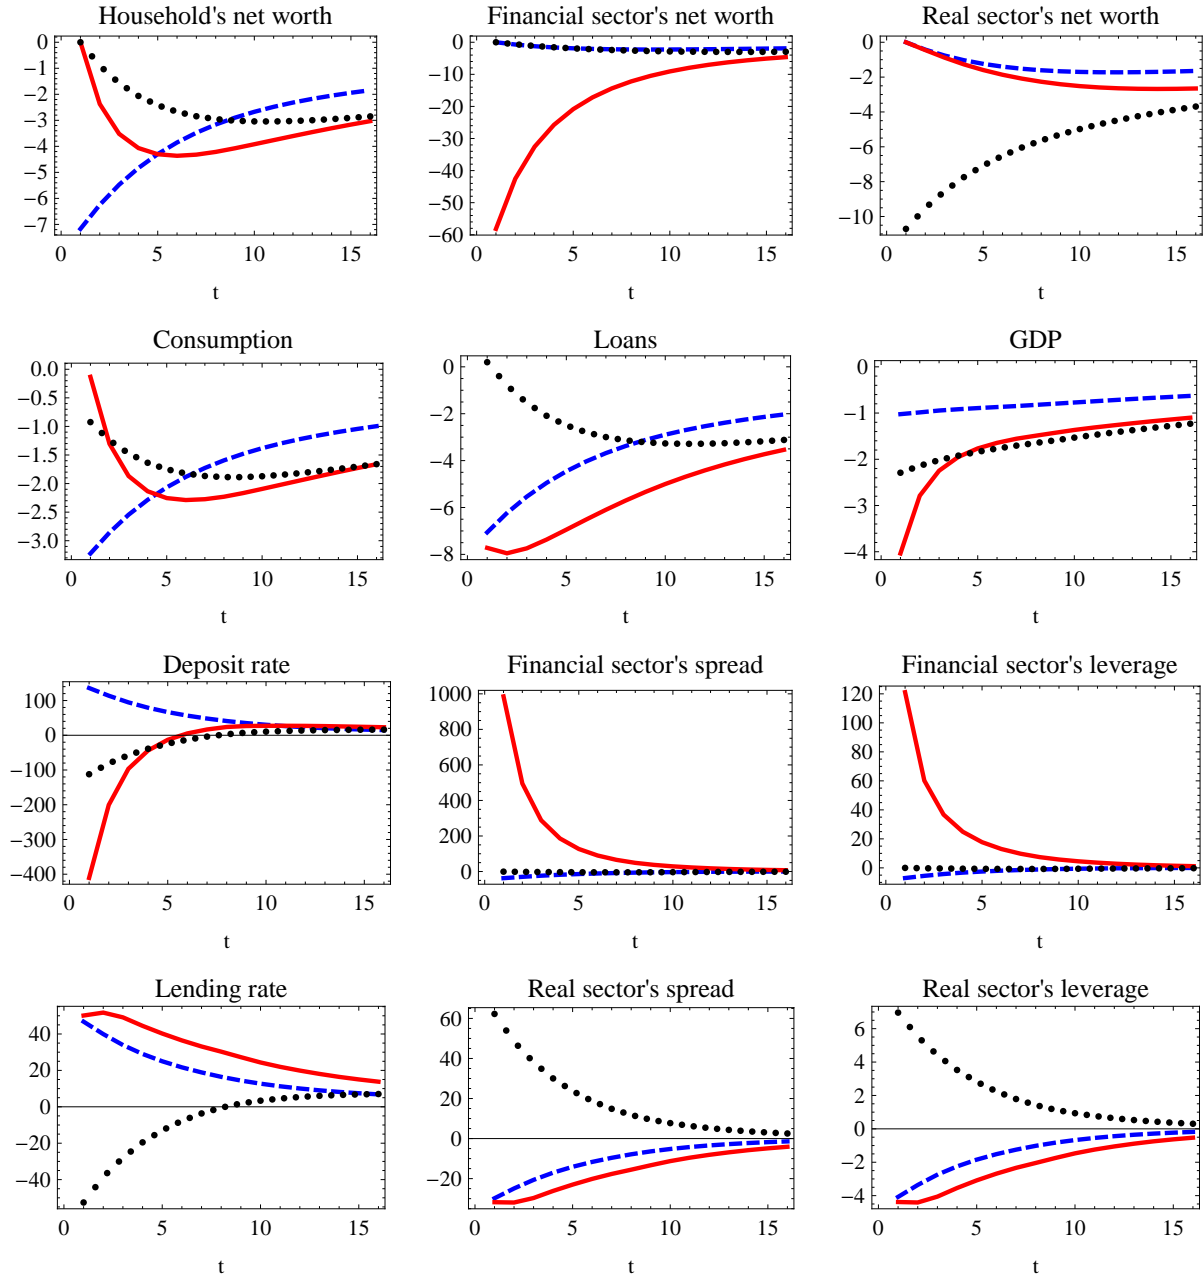 Household's net worth
Financial sector's net worth
Real sector's net worth
0
−1
−2
−3
−4
−5
−6
−7
0 5 10 15
t
0
−10
−20
−30
−40
−50
−60
0 5 10 15
t
0
−2
−4
−6
−8
−10
0 5 10 15
t
Consumption
Loans
GDP
0.0
−0.5
−1.0
−1.5
−2.0
−2.5
−3.0
0 5 10 15
t
0
−2
−4
−6
−8
0 5 10 15
t
0
−1
−2
−3
−4
0 5 10 15
t
Deposit rate
Financial sector's spread
Financial sector's leverage
100
0
−100
−200
−300
−400
0 5 10 15
t
1000
800
600
400
200
0
0 5 10 15
t
120
100
80
60
40
20
0
0 5 10 15
t
Lending rate
Real sector's spread
Real sector's leverage
40
20
0
−20
−40
0 5 10 15
t
60
40
20
0
−20
0 5 10 15
t
6
4
2
0
−2
−4
0 5 10 15
t